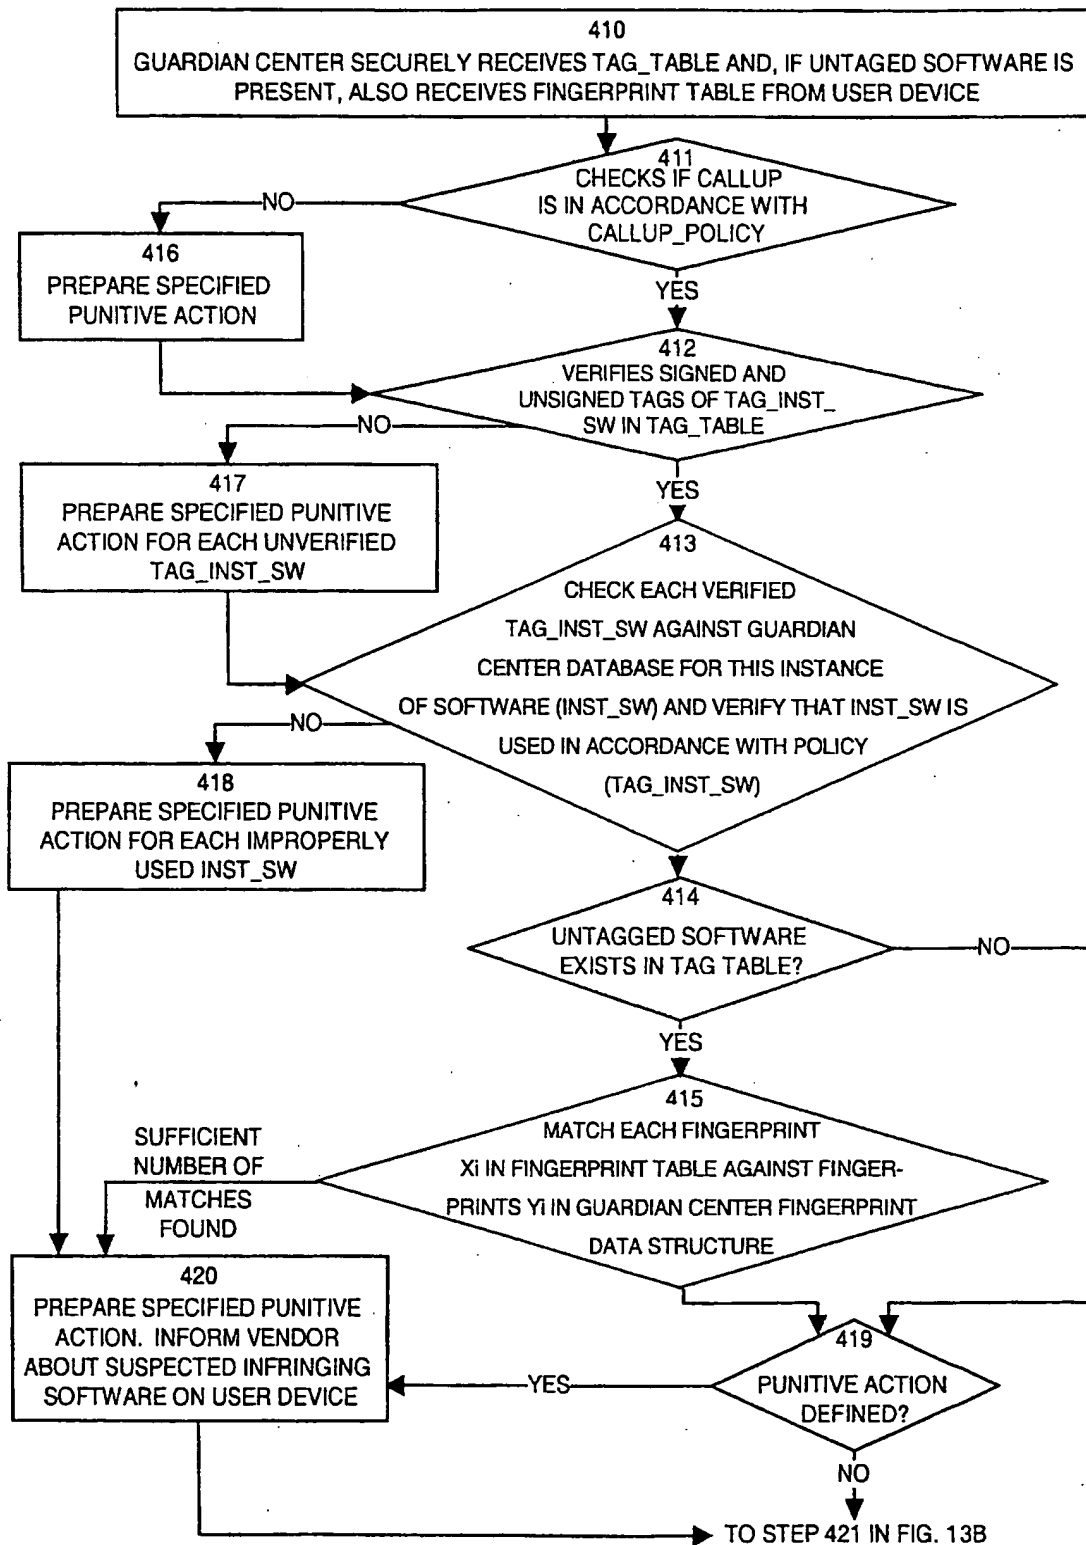 410
GUARDIAN CENTER SECURELY RECEIVES TAG_TABLE AND, IF UNTAGED SOFTWARE IS
PRESENT, ALSO RECEIVES FINGERPRINT TABLE FROM USER DEVICE
411
CHECKS IF CALLUP
IS IN ACCORDANCE WITH
CALLUP_POLICY
NO
416
PREPARE SPECIFIED
PUNITIVE ACTION
YES
412
VERIFIES SIGNED AND
UNSIGNED TAGS OF TAG_INST_
SW IN TAG_TABLE
NO
417
PREPARE SPECIFIED PUNITIVE
ACTION FOR EACH UNVERIFIED
TAG_INST_SW
YES
413
CHECK EACH VERIFIED
TAG_INST_SW AGAINST GUARDIAN
CENTER DATABASE FOR THIS INSTANCE
OF SOFTWARE (INST_SW) AND VERIFY THAT INST_SW IS
USED IN ACCORDANCE WITH POLICY
(TAG_INST_SW)
NO
418
PREPARE SPECIFIED PUNITIVE
ACTION FOR EACH IMPROPERLY
USED INST_SW
414
UNTAGGED SOFTWARE
EXISTS IN TAG TABLE?
NO
YES
415
MATCH EACH FINGERPRINT
Xi IN FINGERPRINT TABLE AGAINST FINGER-
PRINTS Yi IN GUARDIAN CENTER FINGERPRINT
DATA STRUCTURE
SUFFICIENT
NUMBER OF
MATCHES
FOUND
420
PREPARE SPECIFIED PUNITIVE
ACTION. INFORM VENDOR
ABOUT SUSPECTED INFRINGING
SOFTWARE ON USER DEVICE
419
PUNITIVE ACTION
DEFINED?
YES
NO
TO STEP 421 IN FIG. 13B